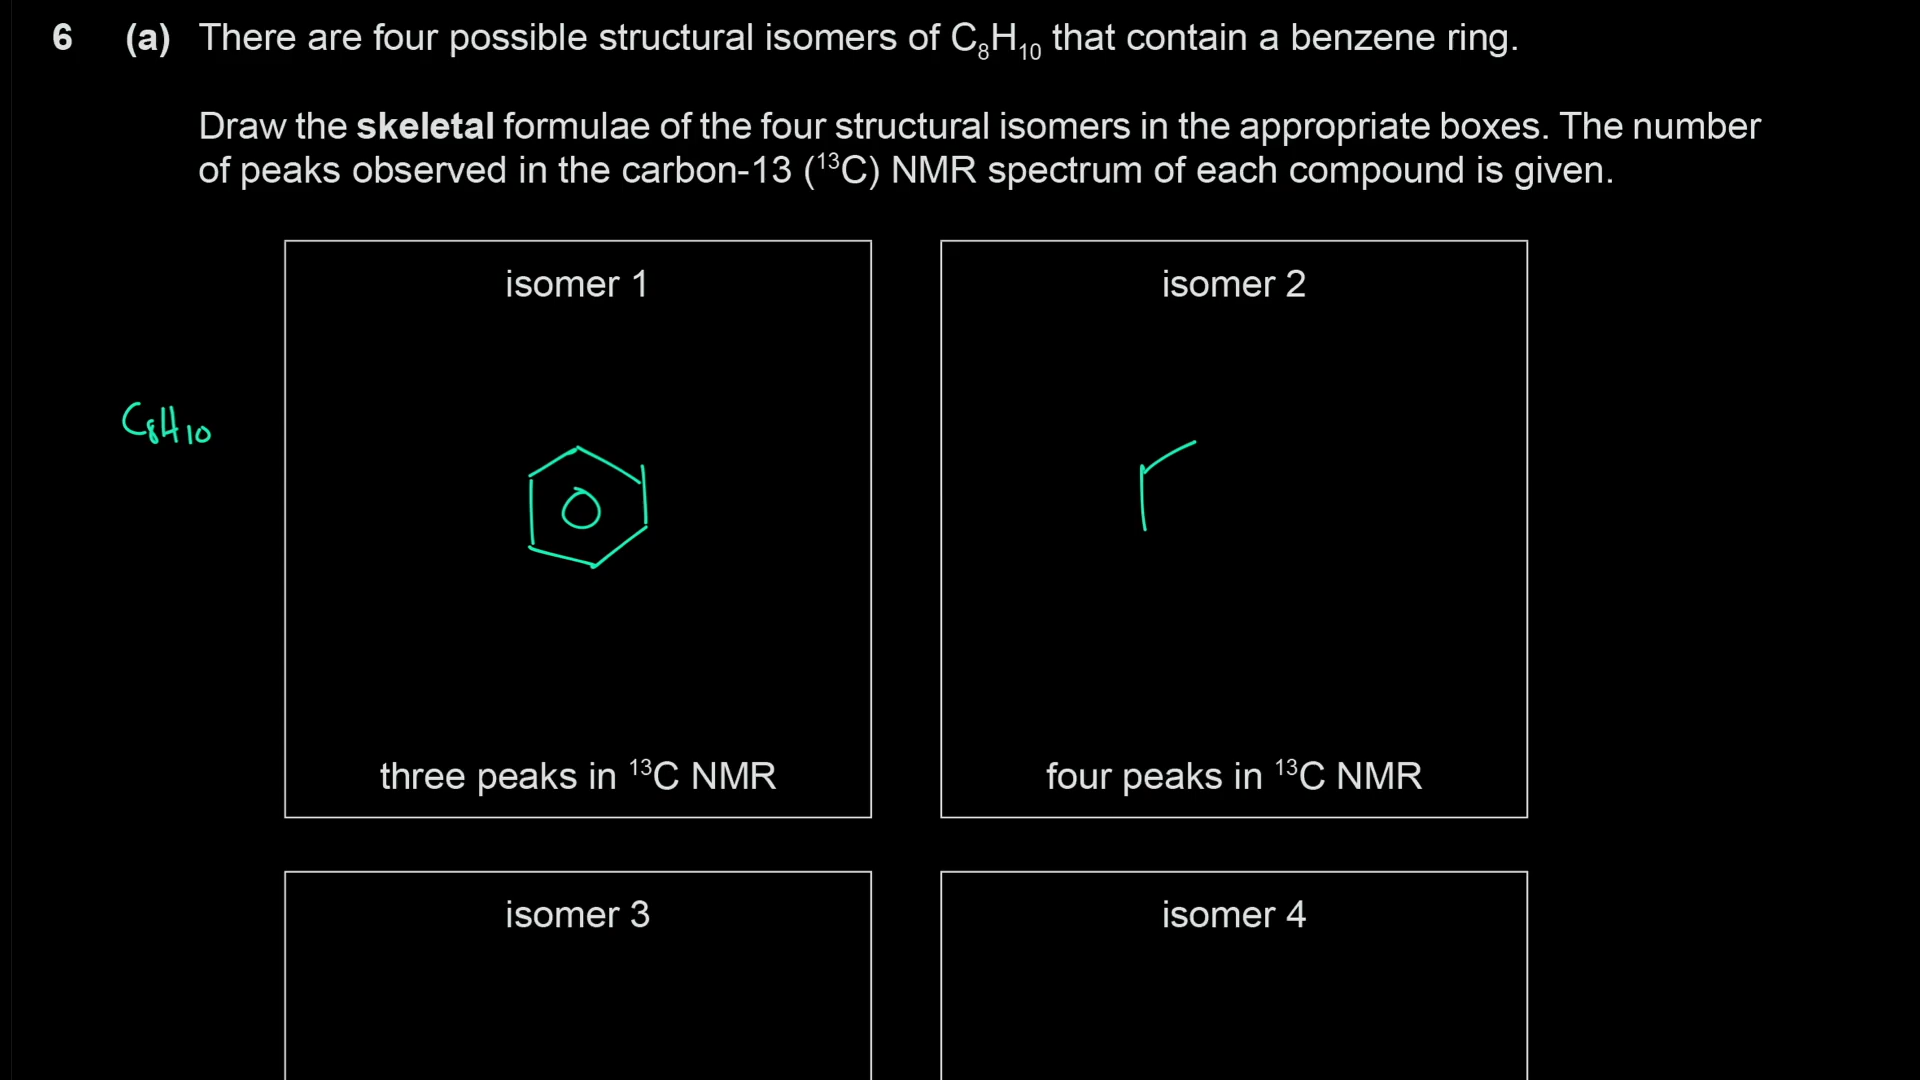 6 (a) There are four possible structural isomers of C₈H₁₀ that contain a benzene ring.
Draw the skeletal formulae of the four structural isomers in the appropriate boxes. The number
of peaks observed in the carbon-13 (¹³C) NMR spectrum of each compound is given.
isomer 1
isomer 2
C₈H₁₀
three peaks in ¹³C NMR
four peaks in ¹³C NMR
isomer 3
isomer 4